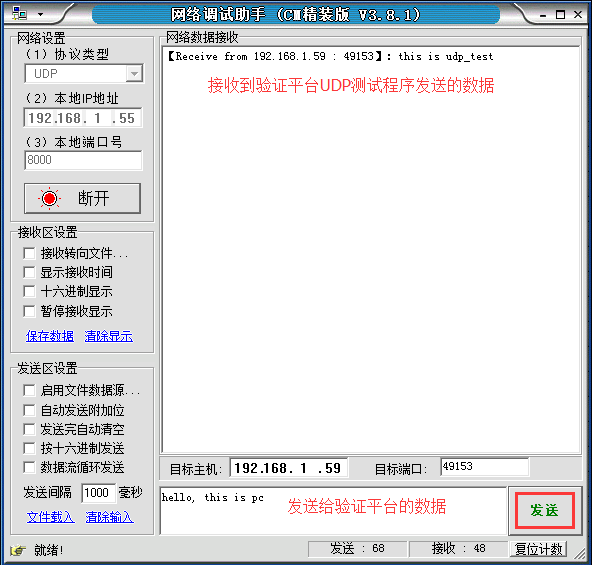 网络调试助手 (CM精装版 V3.8.1)
网络设置
(1) 协议类型
UDP
(2) 本地IP地址
192.168. 1 .55
(3) 本地端口号
8000
断开
接收区设置
接收转向文件...
显示接收时间
十六进制显示
暂停接收显示
保存数据 清除显示
发送区设置
启用文件数据源...
自动发送附加位
发送完自动清空
按十六进制发送
数据流循环发送
发送间隔 1000 毫秒
文件载入 清除输入
网络数据接收
【Receive from 192.168.1.59 : 49153】：this is udp_test
接收到验证平台UDP测试程序发送的数据
目标主机: 192.168. 1 .59 目标端口: 49153
hello, this is pc
发送给验证平台的数据
发送
就绪! 发送 : 68 接收 : 48 复位计数